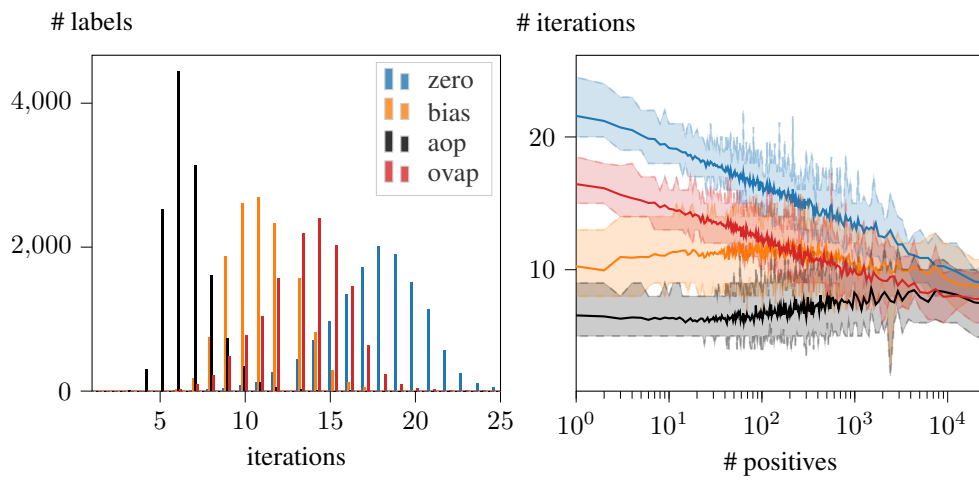 # labels
4,000
2,000
0
5
10
15
20
25
iterations
zero
bias
aop
ovap
# iterations
20
10
10^0
10^1
10^2
10^3
10^4
# positives